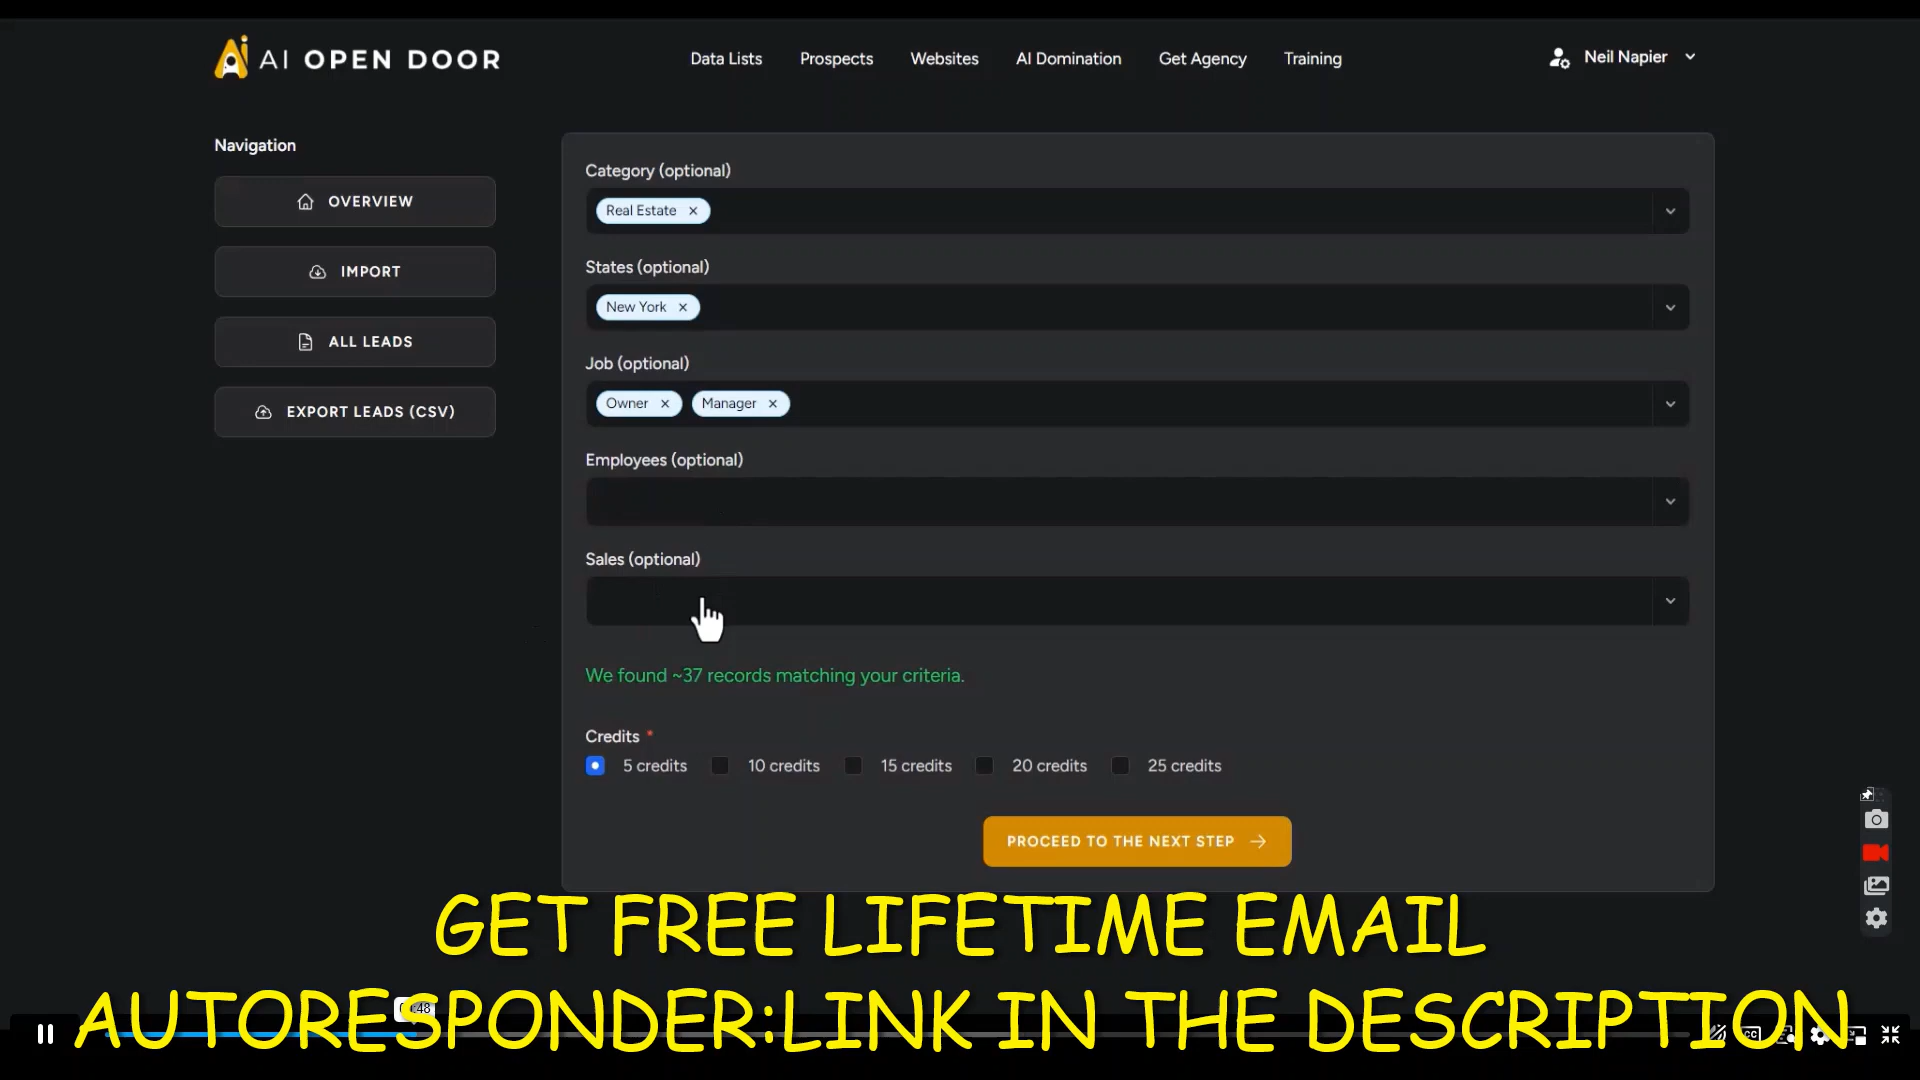 AI OPEN DOOR
Data Lists Prospects Websites AI Domination Get Agency Training
Neil Napier
Navigation
OVERVIEW
IMPORT
ALL LEADS
EXPORT LEADS (CSV)
Category (optional)
Real Estate ×
States (optional)
New York ×
Job (optional)
Owner × Manager ×
Employees (optional)
Sales (optional)
We found ~37 records matching your criteria.
Credits *
5 credits 10 credits 15 credits 20 credits 25 credits
PROCEED TO THE NEXT STEP →
GET FREE LIFETIME EMAIL
AUTORESPONDER:LINK IN THE DESCRIPTION